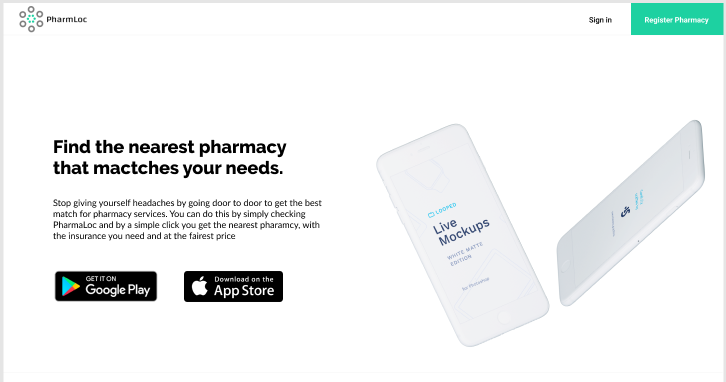 PharmLoc
Sign in
Register Pharmacy
Find the nearest pharmacy
that mactches your needs.
Stop giving yourself headaches by going door to door to get the best
match for pharmacy services. You can do this by simply checking
PharmaLoc and by a simple click you get the nearest pharamcy, with
the insurance you need and at the fairest price
GET IT ON
Google Play
Download on the
App Store
LOOPED
Live
Mockups
WHITE MATTE
EDITION
for Photoshop